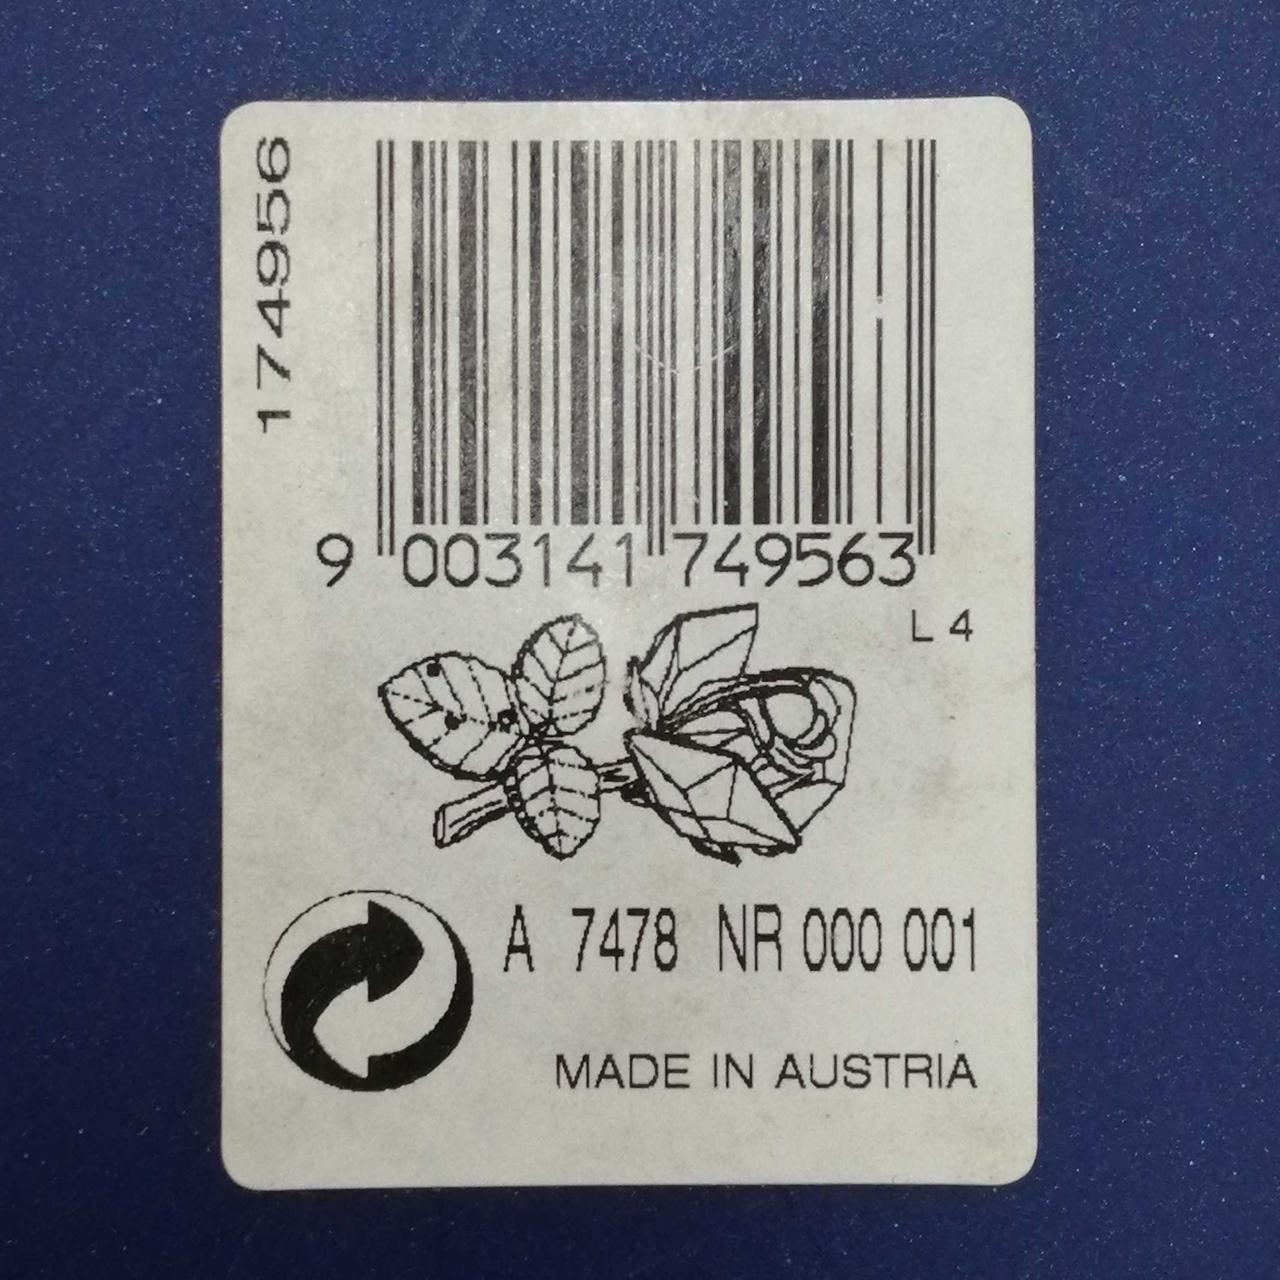 174956
9 003141 749563
L 4
A 7478 NR 000 001
MADE IN AUSTRIA